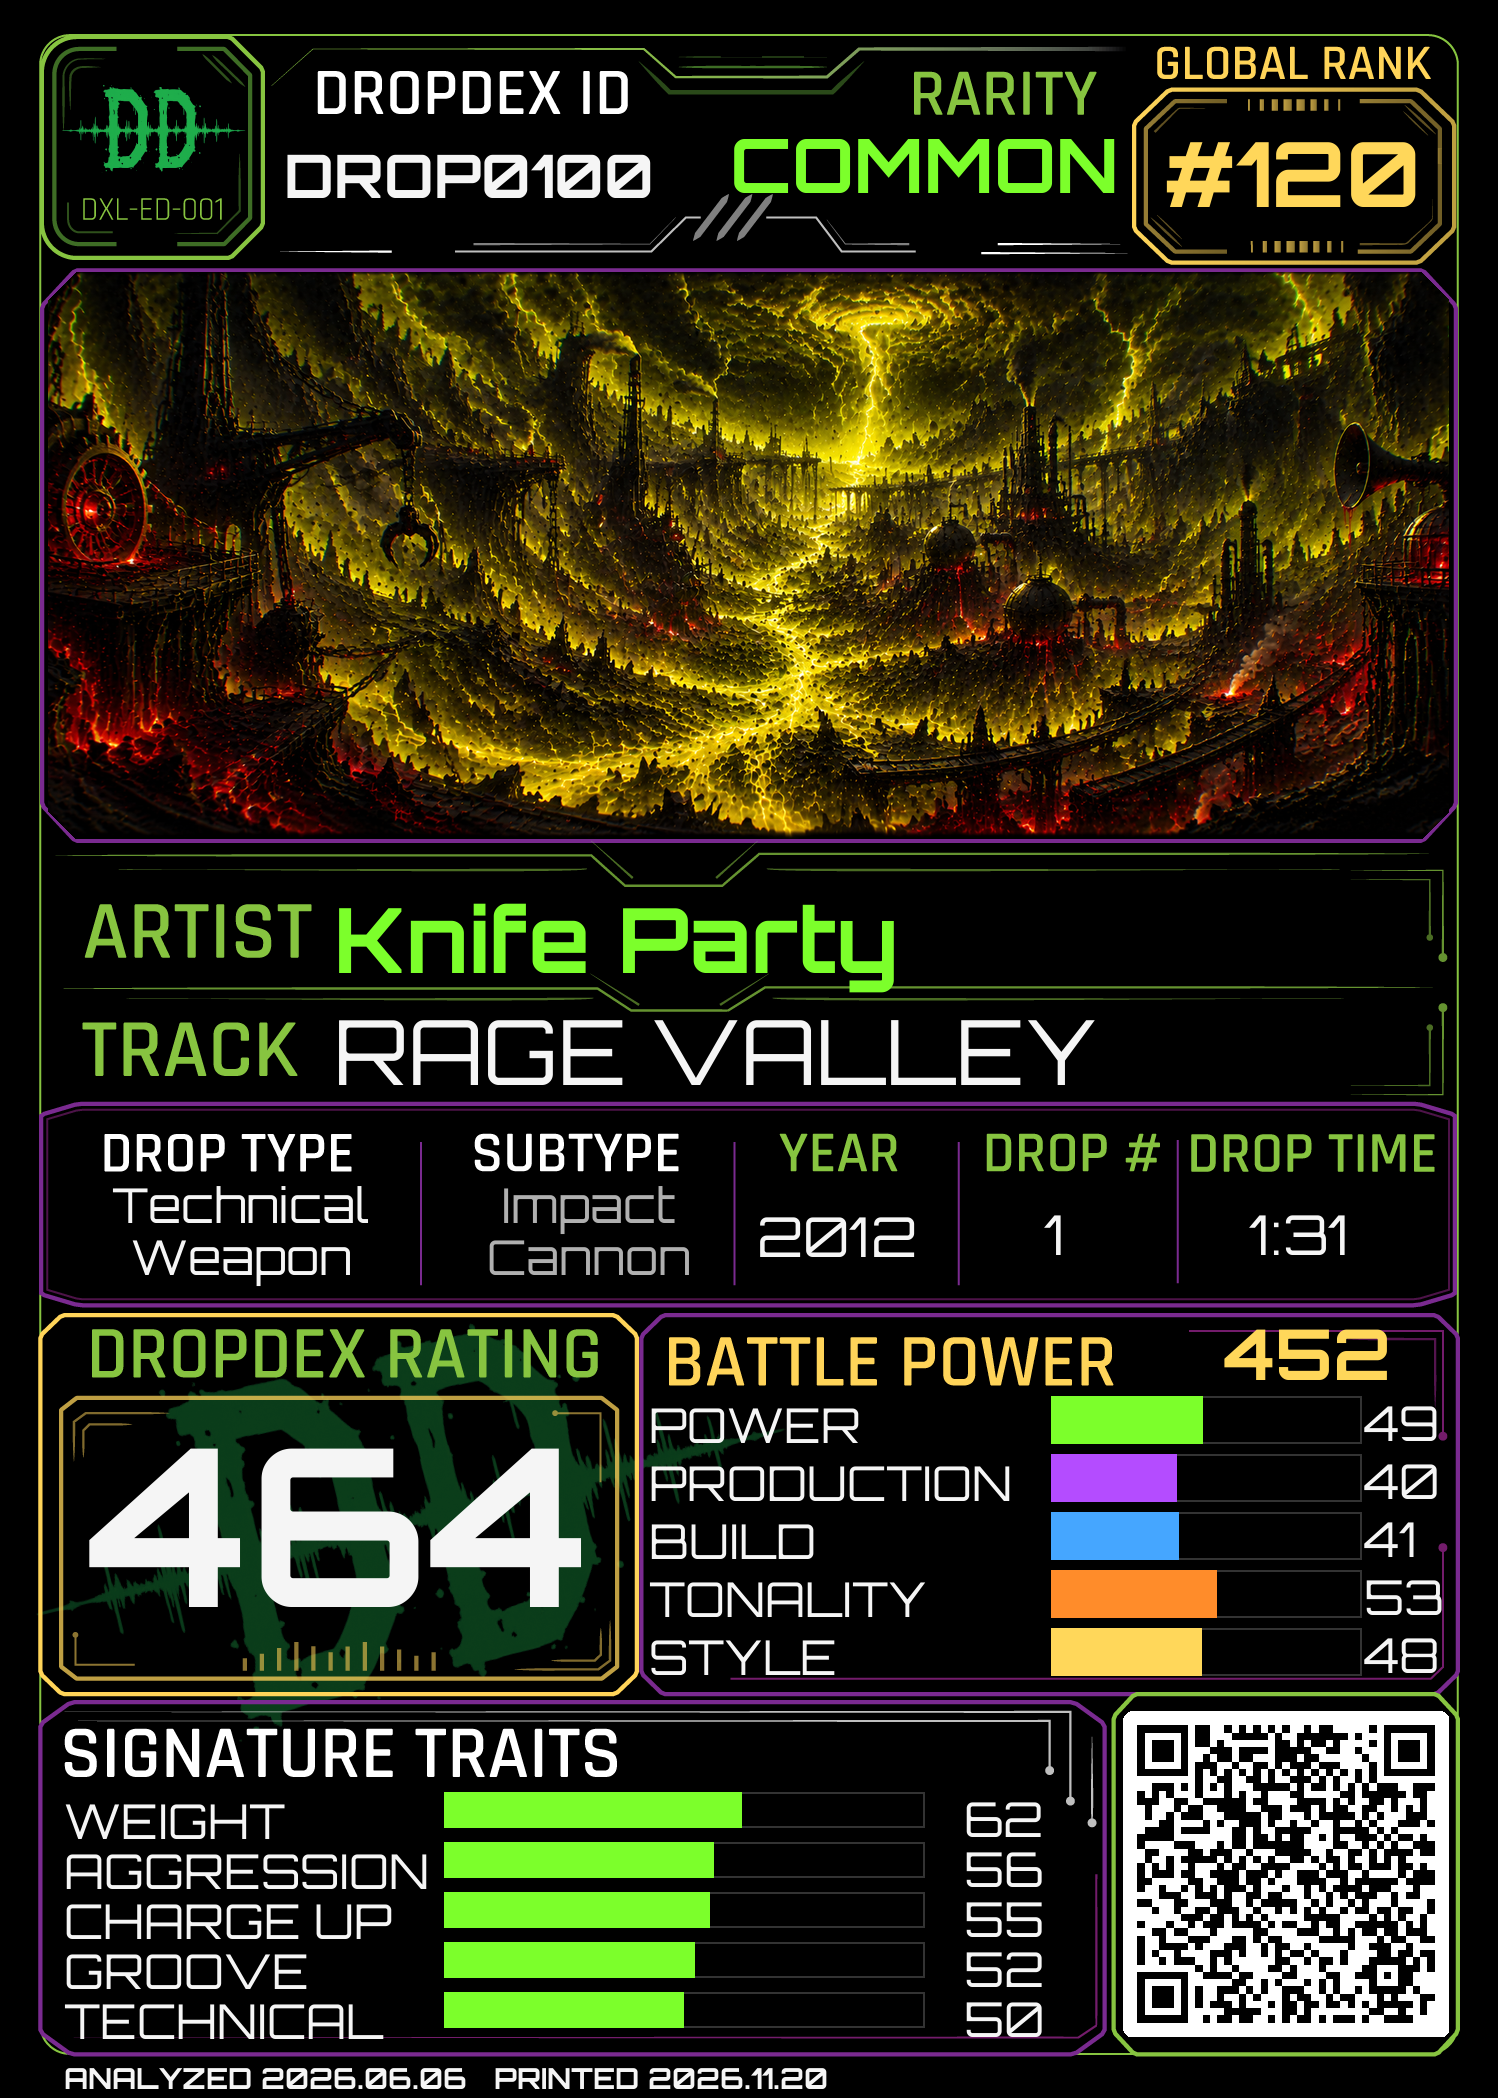 DD
DXL-ED-001
DROPDEX ID
DROP0100
RARITY
COMMON
GLOBAL RANK
#120
ARTIST Knife Party
TRACK RAGE VALLEY
DROP TYPE
Technical
Weapon
SUBTYPE
Impact
Cannon
YEAR
2012
DROP #
1
DROP TIME
1:31
DROPDEX RATING
464
BATTLE POWER 452
POWER 49
PRODUCTION 40
BUILD 41
TONALITY 53
STYLE 48
SIGNATURE TRAITS
WEIGHT 62
AGGRESSION 56
CHARGE UP 55
GROOVE 52
TECHNICAL 50
ANALYZED 2026.06.06 PRINTED 2026.11.20